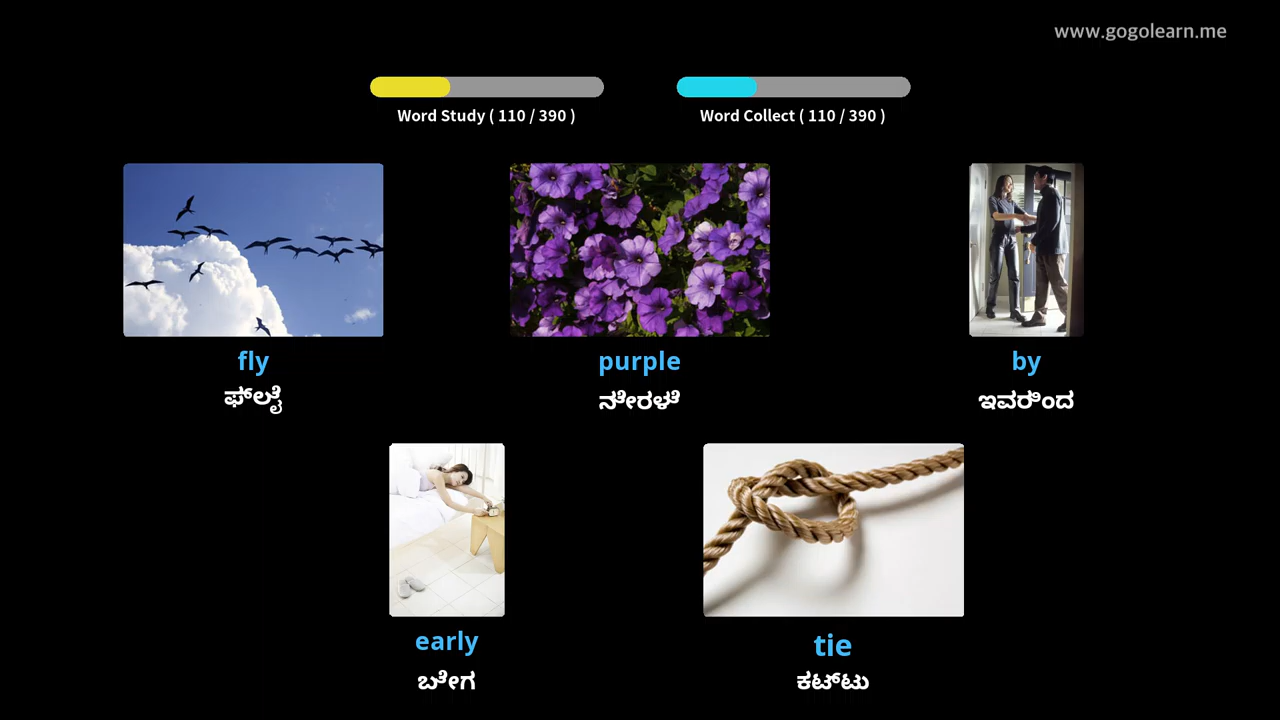 www.gogolearn.me
Word Study ( 110 / 390 )
Word Collect ( 110 / 390 )
fly
ಫ್ಲೈ
purple
ನೇರಳೆ
by
ಇವರಿಂದ
early
ಬೇಗ
tie
ಕಟ್ಟು